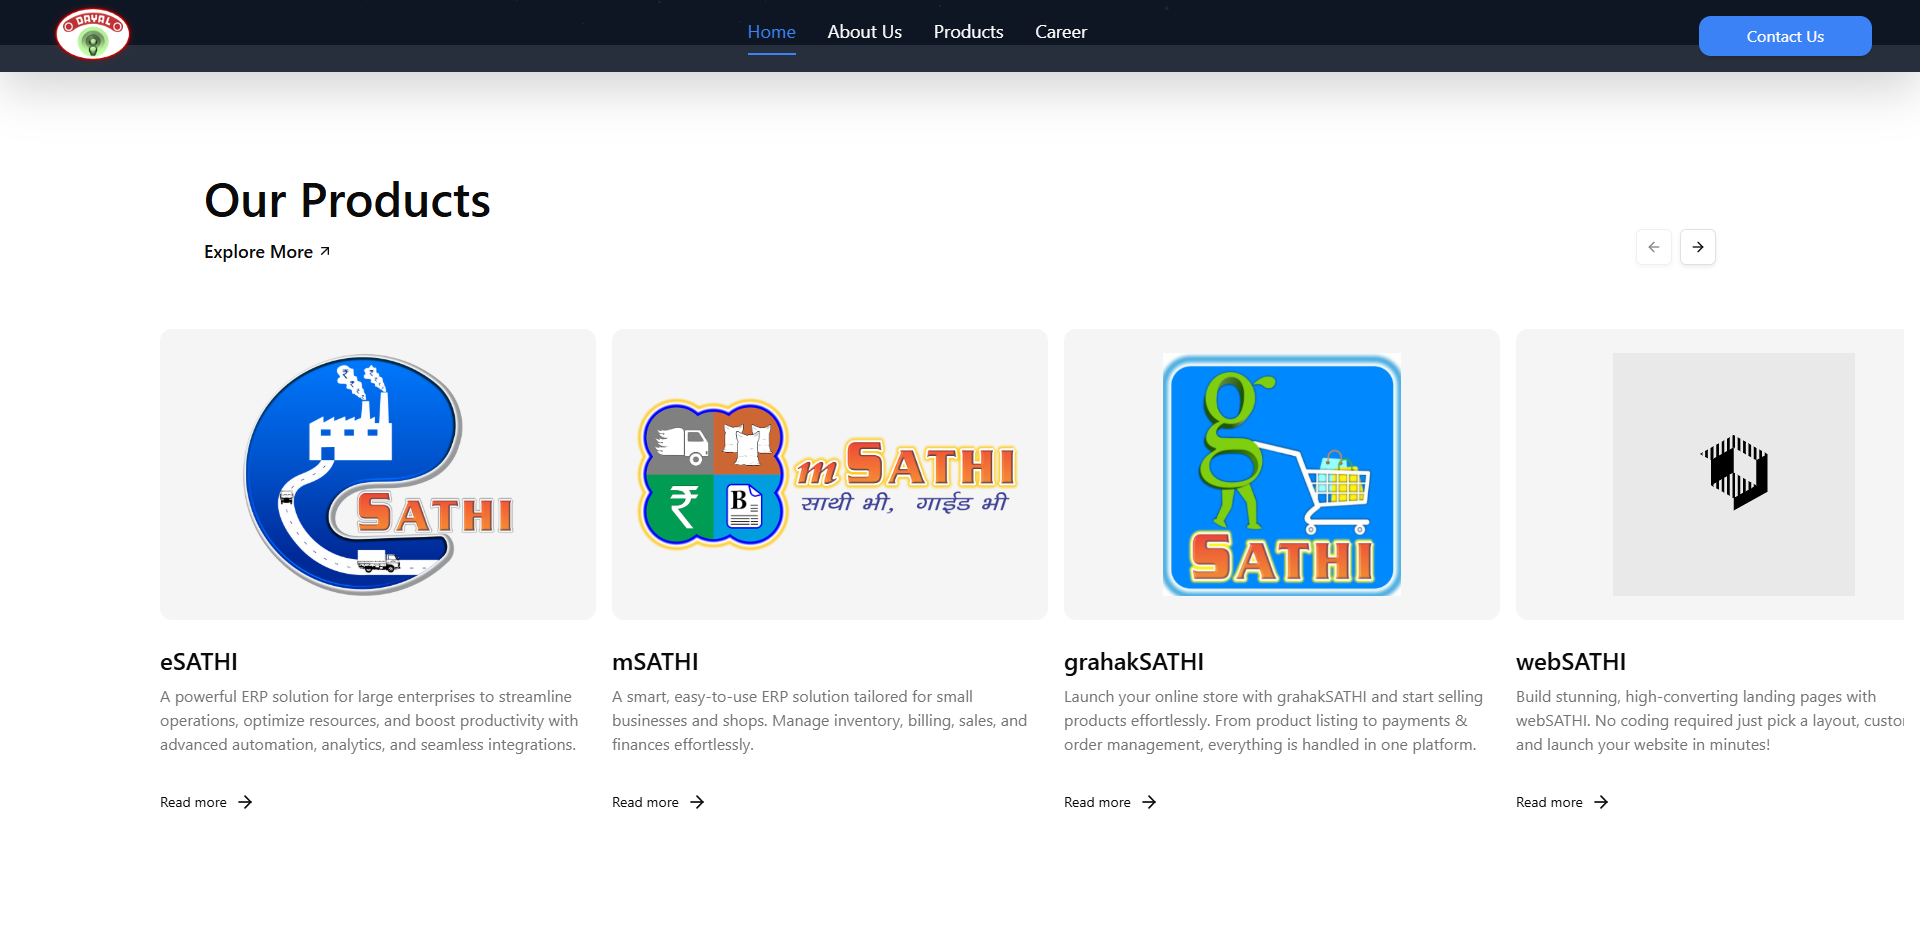 DAYAL
Home
About Us
Products
Career
Contact Us
Our Products
Explore More
SATHI
mSATHI
साथी भी, गाईड भी
₹
B
g
SATHI
eSATHI
A powerful ERP solution for large enterprises to streamline
operations, optimize resources, and boost productivity with
advanced automation, analytics, and seamless integrations.
Read more
mSATHI
A smart, easy-to-use ERP solution tailored for small
businesses and shops. Manage inventory, billing, sales, and
finances effortlessly.
Read more
grahakSATHI
Launch your online store with grahakSATHI and start selling
products effortlessly. From product listing to payments &
order management, everything is handled in one platform.
Read more
webSATHI
Build stunning, high-converting landing pages with
webSATHI. No coding required just pick a layout, custo
and launch your website in minutes!
Read more